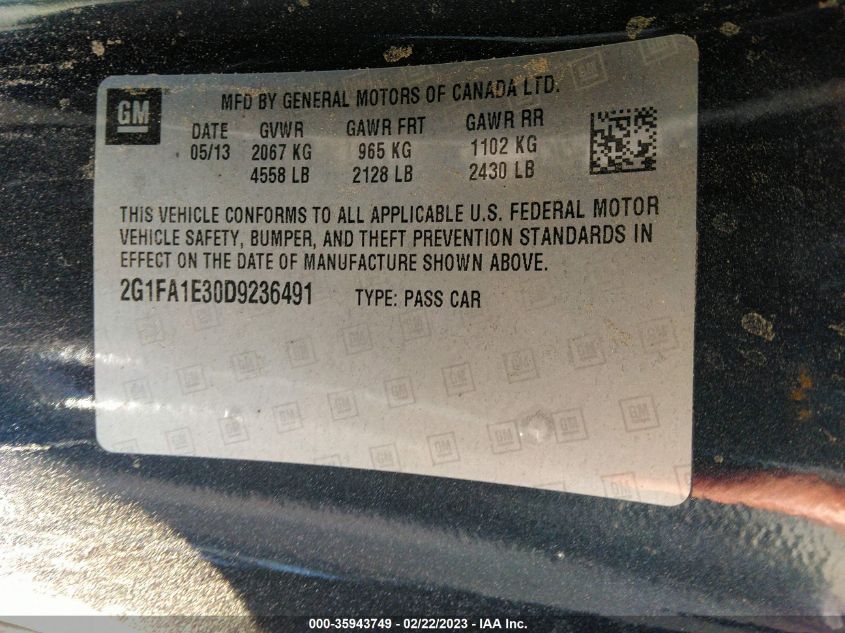 GM
MFD BY GENERAL MOTORS OF CANADA LTD.
DATE GVWR GAWR FRT GAWR RR
05/13 2067 KG 965 KG 1102 KG
4558 LB 2128 LB 2430 LB
THIS VEHICLE CONFORMS TO ALL APPLICABLE U.S. FEDERAL MOTOR
VEHICLE SAFETY, BUMPER, AND THEFT PREVENTION STANDARDS IN
EFFECT ON THE DATE OF MANUFACTURE SHOWN ABOVE.
2G1FA1E30D9236491 TYPE: PASS CAR
000-35943749 - 02/22/2023 - IAA Inc.